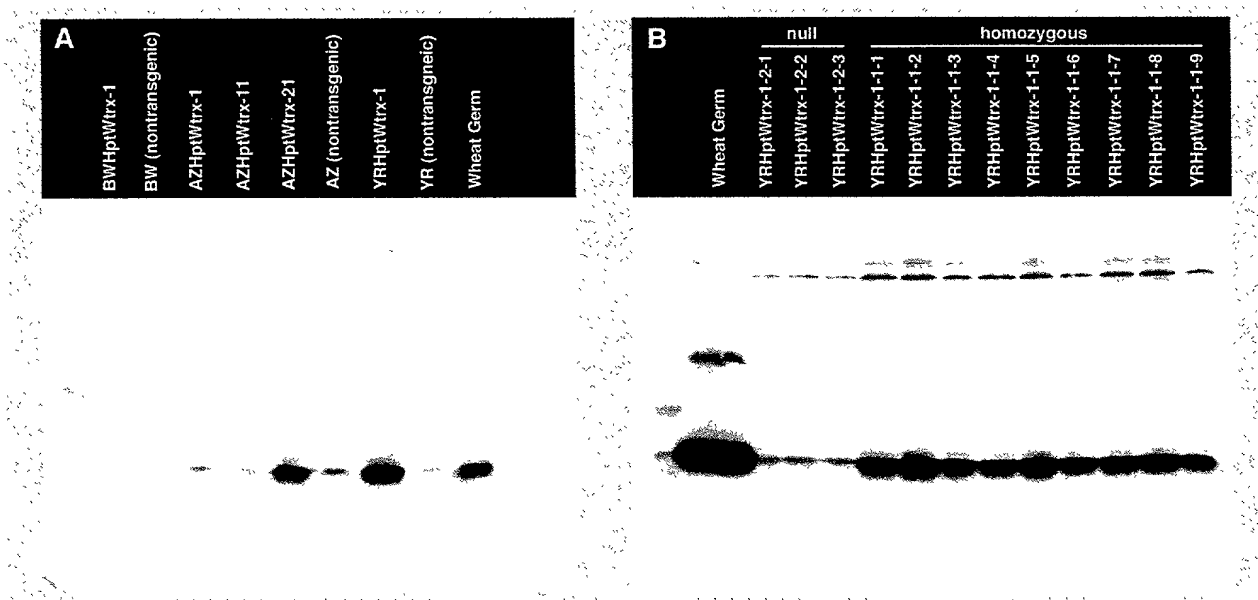 A
BWHptWtrx-1
BW (nontransgenic)
AZHptWtrx-1
AZHptWtrx-11
AZHptWtrx-21
AZ (nontransgenic)
YRHptWtrx-1
YR (nontransgneic)
Wheat Germ
B
null
homozygous
Wheat Germ
YRHptWtrx-1-2-1
YRHptWtrx-1-2-2
YRHptWtrx-1-2-3
YRHptWtrx-1-1-1
YRHptWtrx-1-1-2
YRHptWtrx-1-1-3
YRHptWtrx-1-1-4
YRHptWtrx-1-1-5
YRHptWtrx-1-1-6
YRHptWtrx-1-1-7
YRHptWtrx-1-1-8
YRHptWtrx-1-1-9